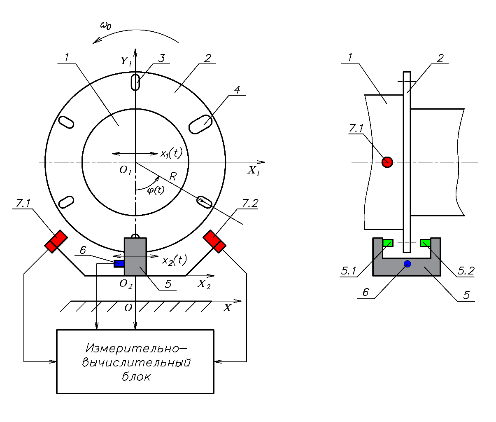 ω₀
Y₁
1
3
2
4
x₁(t)
O₁
R
X₁
φ(t)
7.1
7.2
6
x₂(t)
5
O₂
X₂
O
X
Измерительно-
вычислительный
блок
1
2
7.1
5.1
5.2
6
5